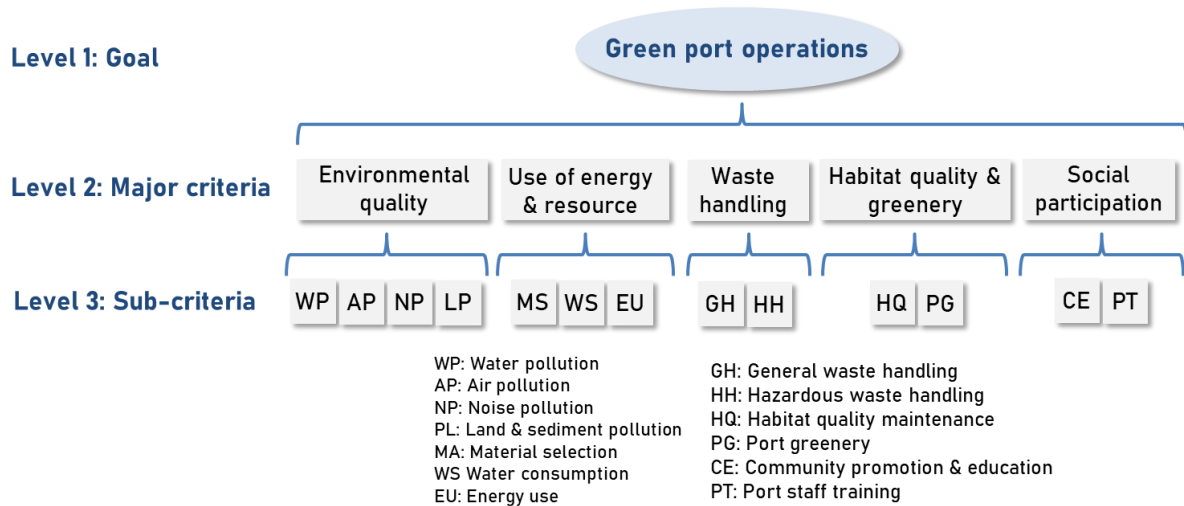 Level 1: Goal
Green port operations
Level 2: Major criteria
Environmental
quality
Use of energy
& resource
Waste
handling
Habitat quality &
greenery
Social
participation
Level 3: Sub-criteria
WP AP NP LP MS WS EU GH HH HQ PG CE PT
WP: Water pollution
AP: Air pollution
NP: Noise pollution
PL: Land & sediment pollution
MA: Material selection
WS Water consumption
EU: Energy use
GH: General waste handling
HH: Hazardous waste handling
HQ: Habitat quality maintenance
PG: Port greenery
CE: Community promotion & education
PT: Port staff training